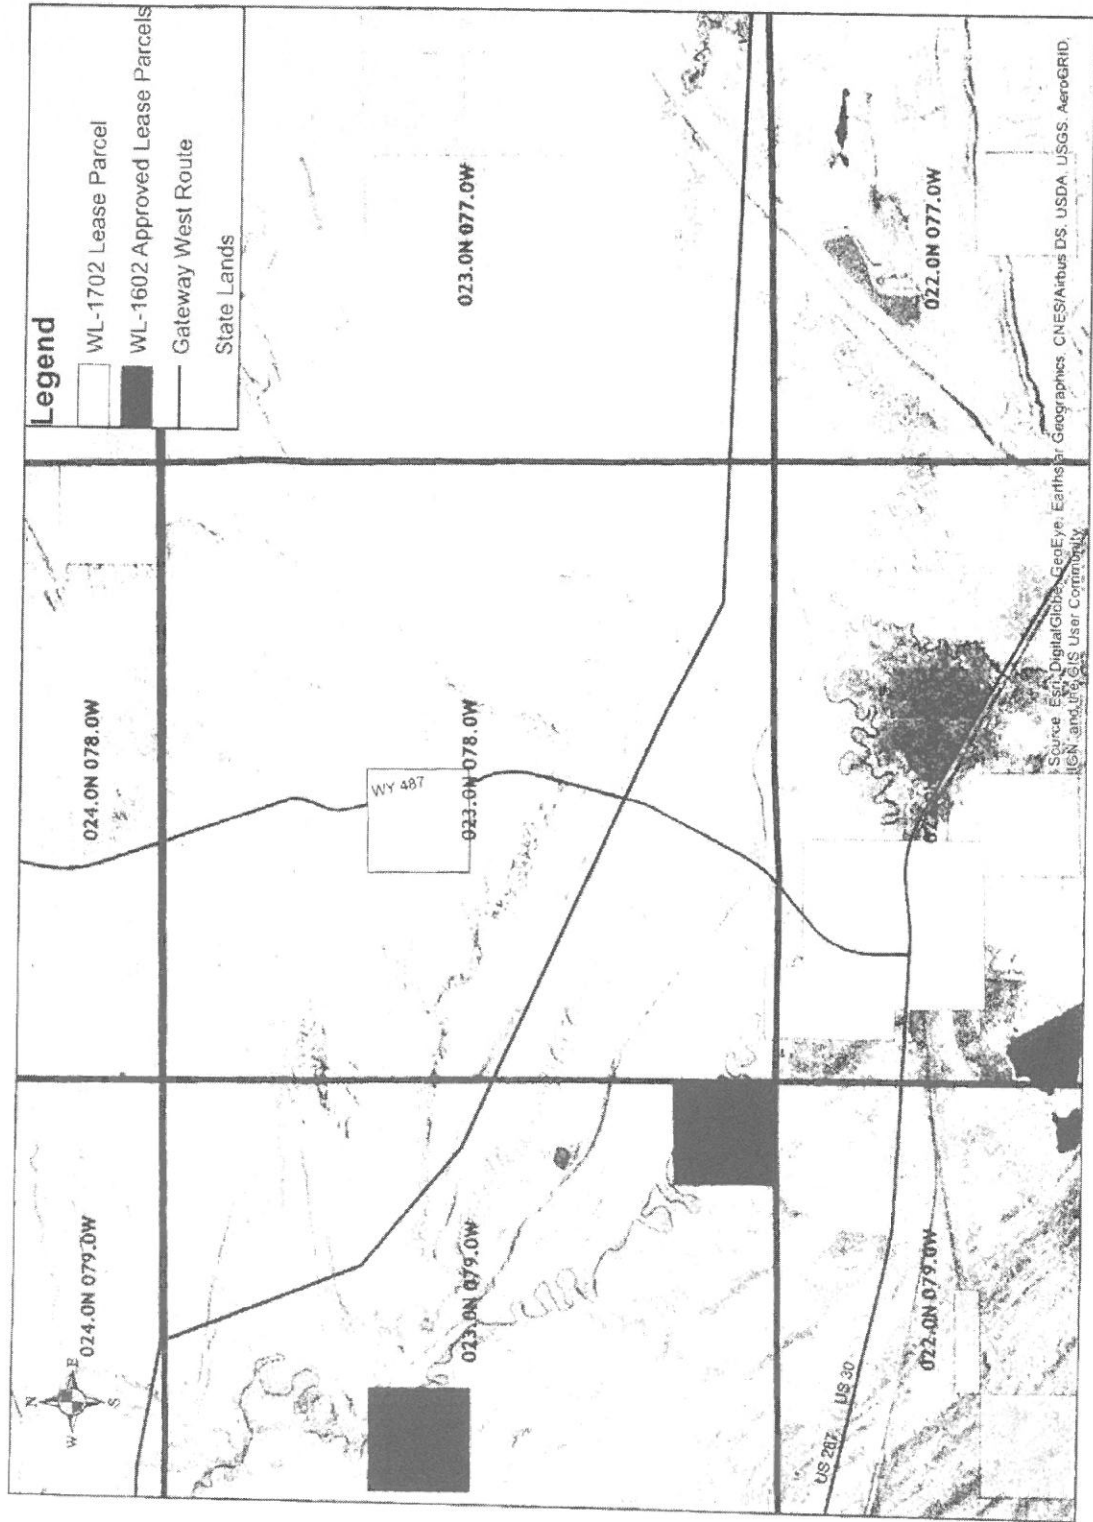 Legend
WL-1702 Lease Parcel
WL-1602 Approved Lease Parcels
Gateway West Route
State Lands
N
W
E
S
024.0N 079.0W
024.0N 078.0W
WY 487
023.0N 079.0W
023.0N 078.0W
023.0N 077.0W
US 287
US 30
022.0N 079.0W
022.0N 077.0W
Source: Esri, DigitalGlobe, GeoEye, Earthstar Geographics, CNES/Airbus DS, USDA, USGS, AeroGRID,
IGN, and the GIS User Community